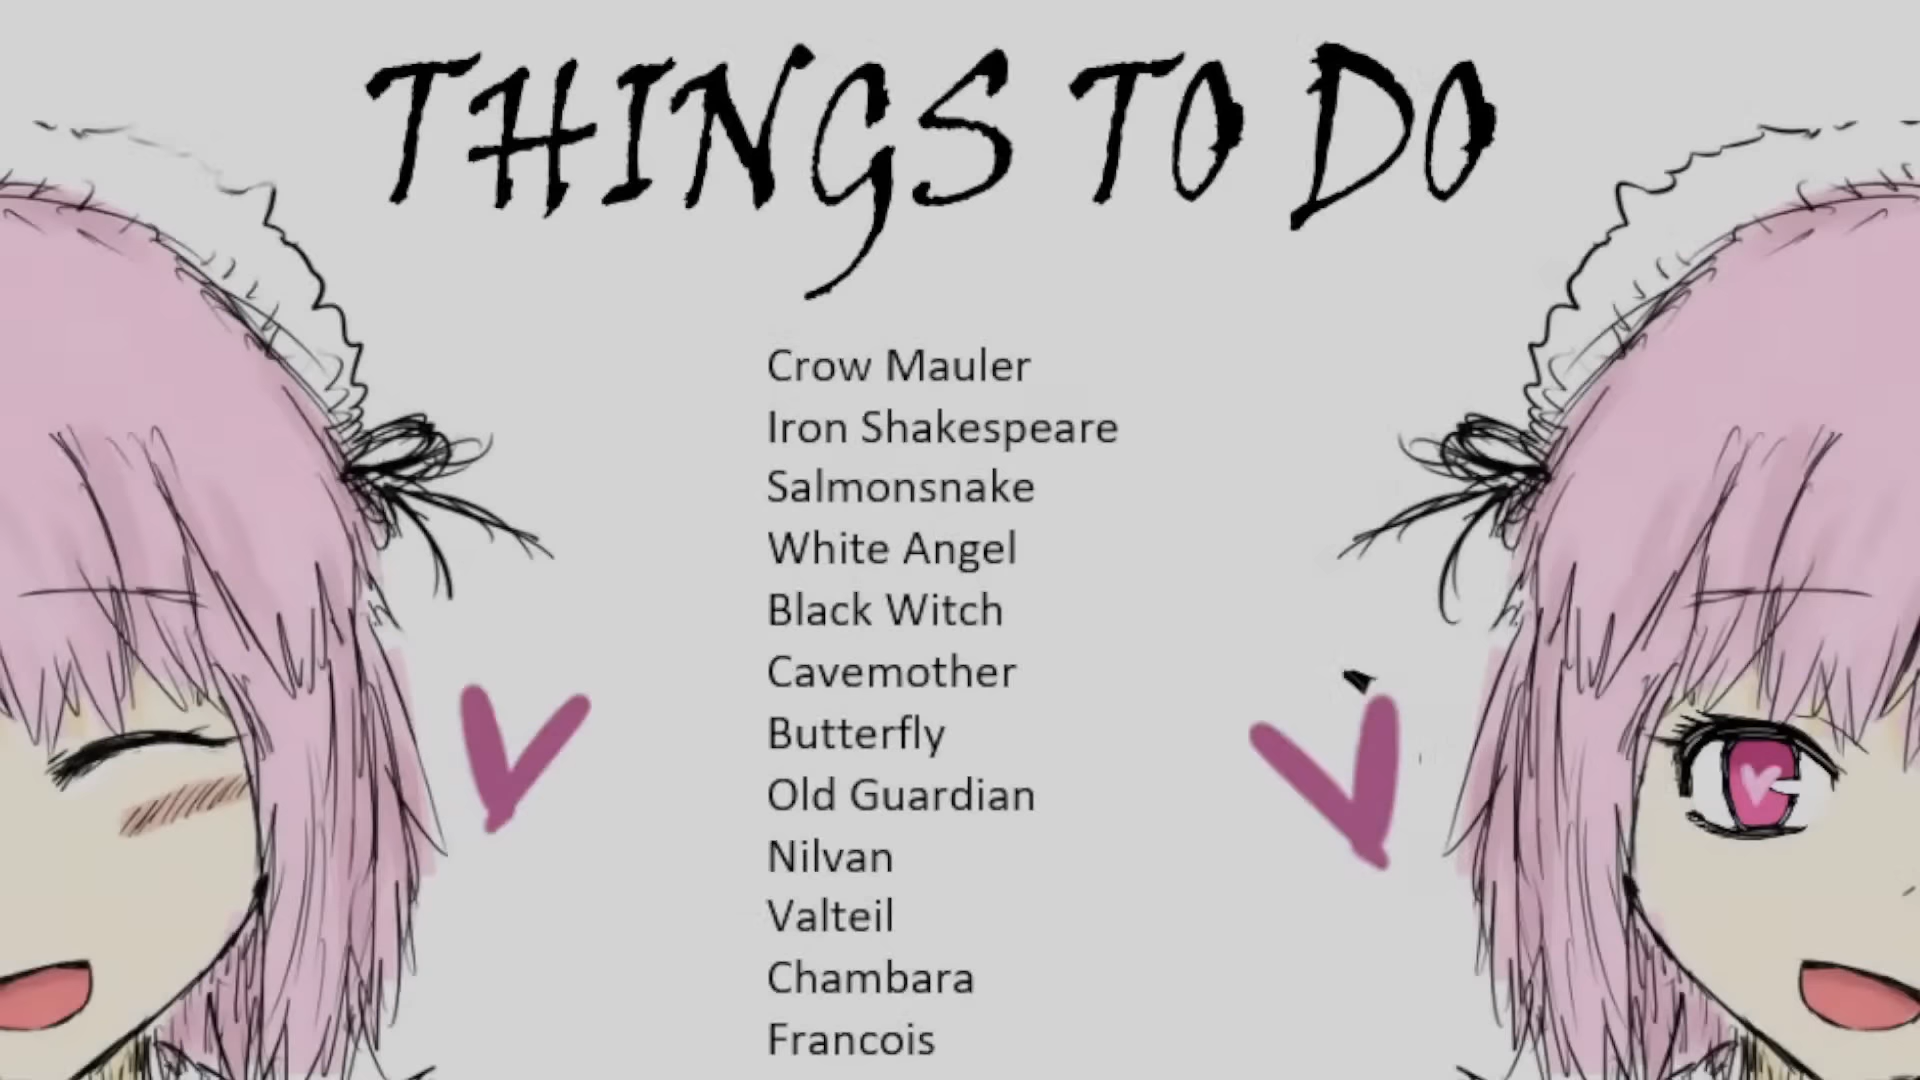 THINGS TO DO
Crow Mauler
Iron Shakespeare
Salmonsnake
White Angel
Black Witch
Cavemother
Butterfly
Old Guardian
Nilvan
Valteil
Chambara
Francois